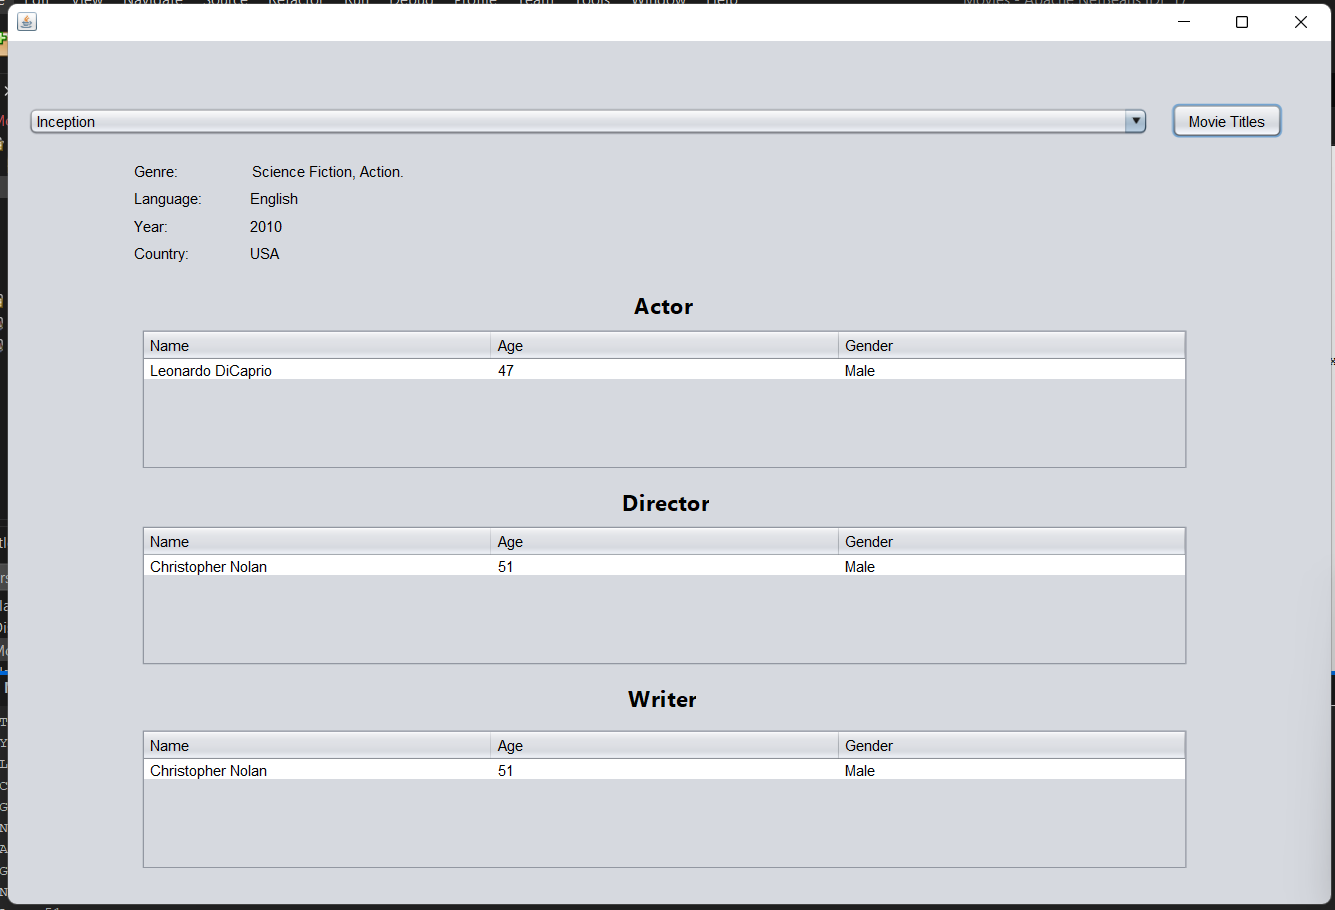 Inception
Movie Titles
Genre: Science Fiction, Action.
Language: English
Year: 2010
Country: USA
Actor
Name Age Gender
Leonardo DiCaprio 47 Male
Director
Name Age Gender
Christopher Nolan 51 Male
Writer
Name Age Gender
Christopher Nolan 51 Male